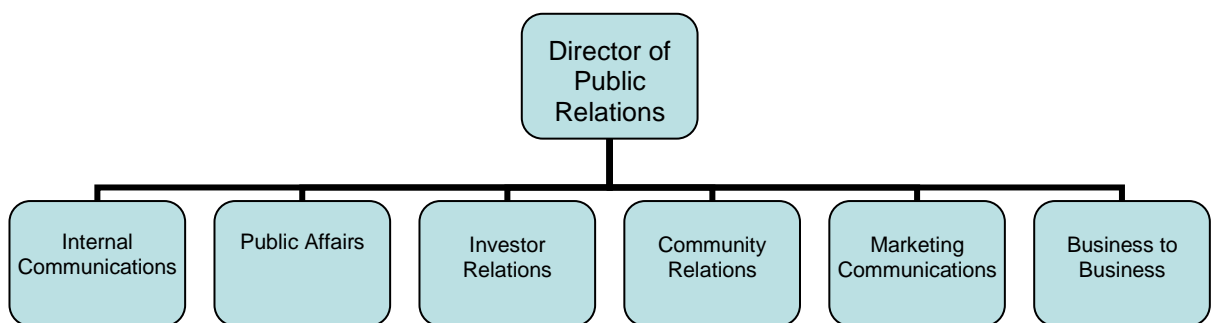 Director of
Public
Relations
Internal
Communications
Public Affairs
Investor
Relations
Community
Relations
Marketing
Communications
Business to
Business